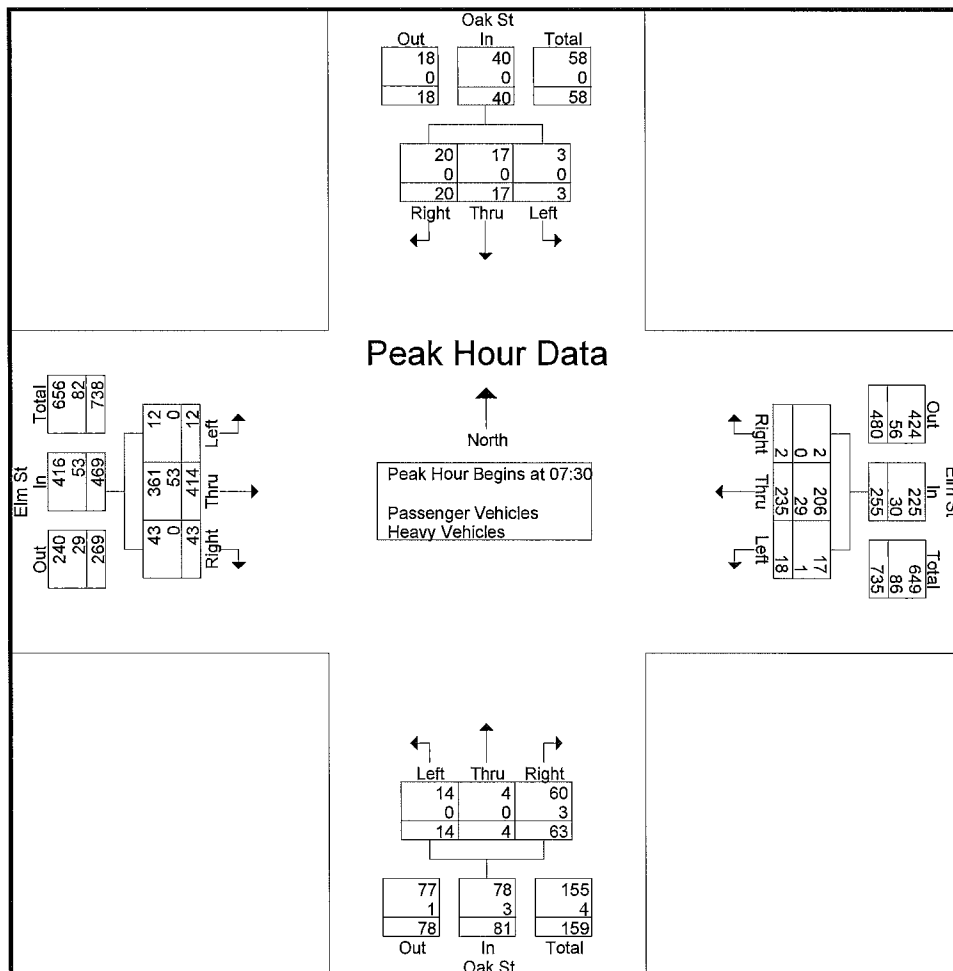 Oak St
Out In Total
18 40 58
0 0 0
18 40 58
20 17 3
0 0 0
20 17 3
Right Thru Left
Peak Hour Data
North
Peak Hour Begins at 07:30
Passenger Vehicles
Heavy Vehicles
Elm St
Out In Total
240 416 656
29 53 82
269 469 738
Right Thru Left
43 361 12
0 53 0
43 414 12
Elm St
Out In Total
424 225 649
56 30 86
480 255 735
2 206 17
0 29 1
2 235 18
Right Thru Left
Left Thru Right
14 4 60
0 0 3
14 4 63
77 78 155
1 3 4
78 81 159
Out In Total
Oak St